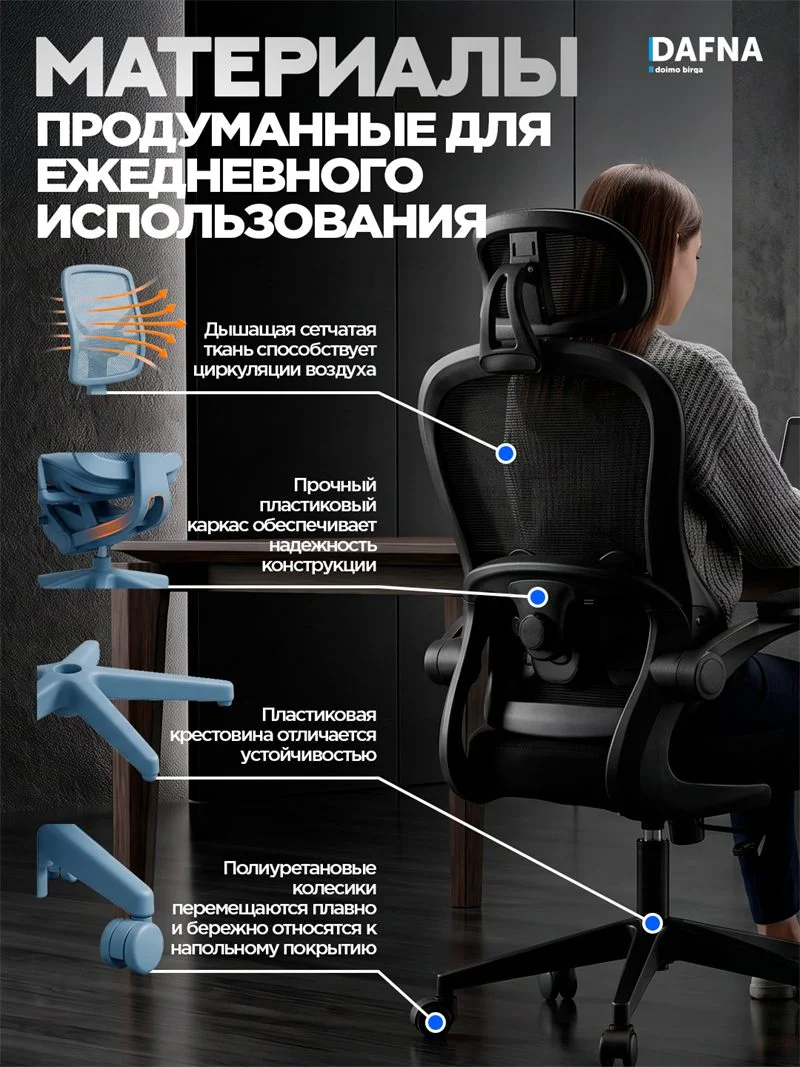 МАТЕРИАЛЫ
ПРОДУМАННЫЕ ДЛЯ
ЕЖЕДНЕВНОГО
ИСПОЛЬЗОВАНИЯ
DAFNA
doimo birga
Дышащая сетчатая
ткань способствует
циркуляции воздуха
Прочный
пластиковый
каркас обеспечивает
надежность
конструкции
Пластиковая
крестовина отличается
устойчивостью
Полиуретановые
колесики
перемещаются плавно
и бережно относятся к
напольному покрытию